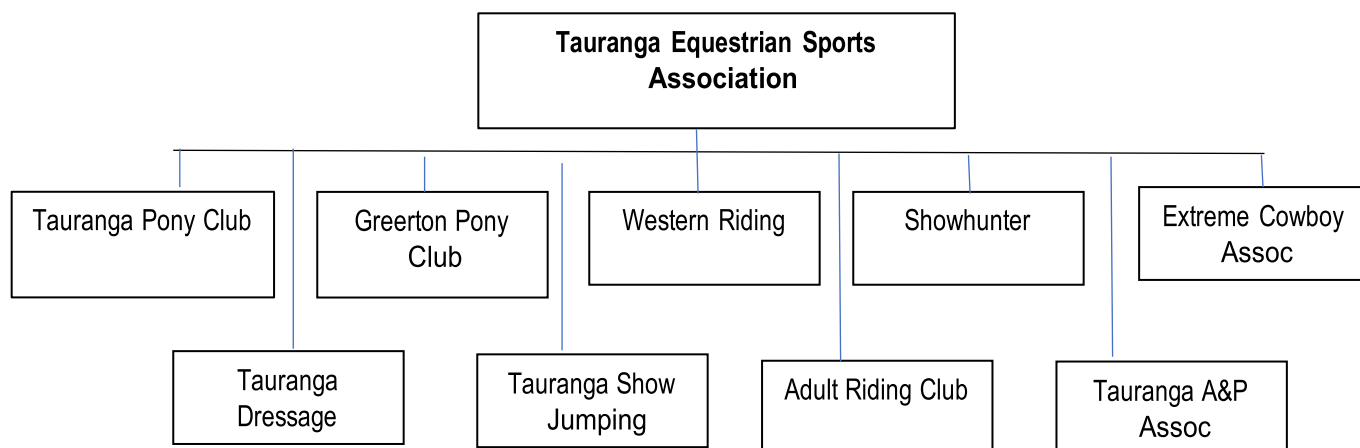 Tauranga Equestrian Sports
Association
Tauranga Pony Club
Greerton Pony
Club
Western Riding
Showhunter
Extreme Cowboy
Assoc
Tauranga
Dressage
Tauranga Show
Jumping
Adult Riding Club
Tauranga A&P
Assoc